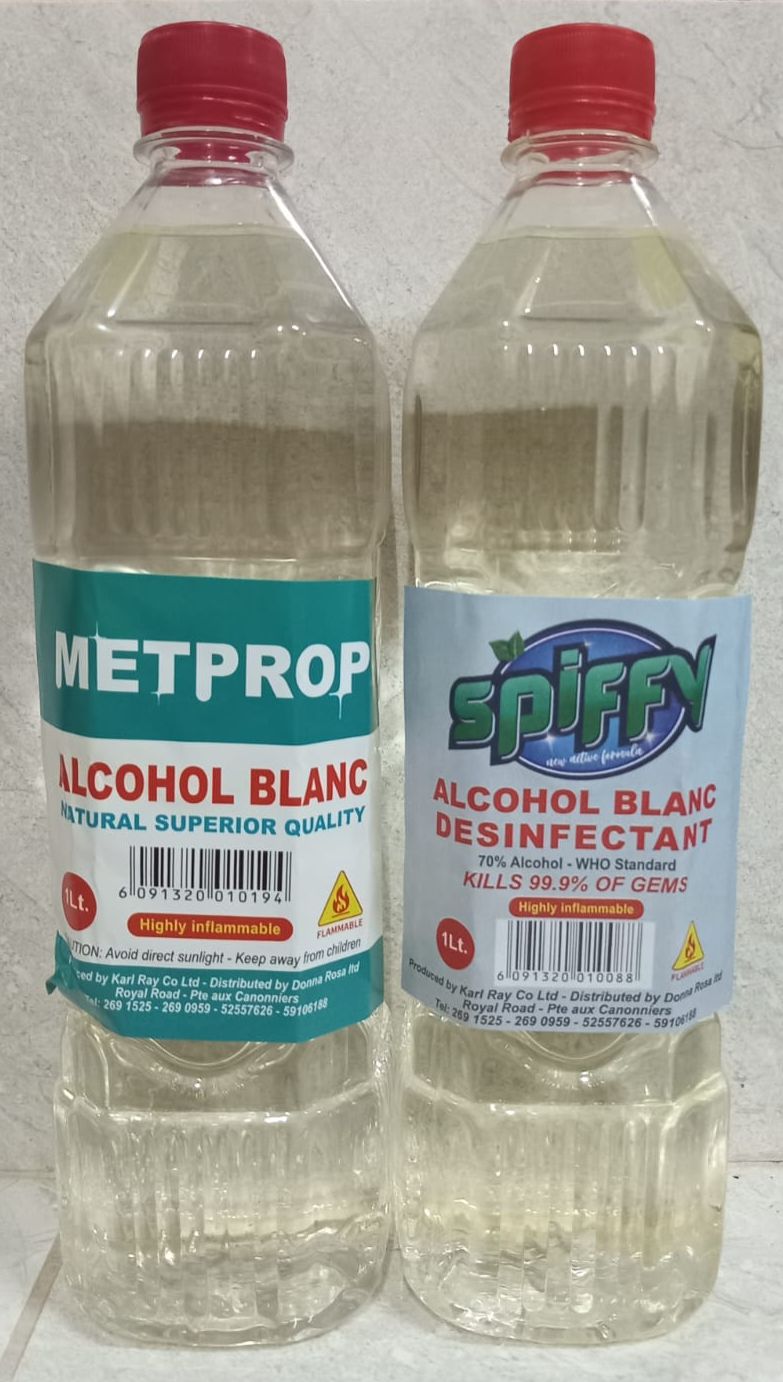 METPROP
ALCOHOL BLANC
NATURAL SUPERIOR QUALITY
6 091320 010194
1Lt.
Highly inflammable
FLAMMABLE
Avoid direct sunlight - Keep away from children
by Karl Ray Co Ltd - Distributed by Donna Rosa ltd
Royal Road - Pte aux Canonniers
Tel: 269 1525 - 269 0959 - 52557626 - 59106188
SPIFFY
new active formula
ALCOHOL BLANC
DESINFECTANT
70% Alcohol - WHO Standard
KILLS 99.9% OF GEMS
Highly inflammable
1Lt.
6 091320 010088
FLAMMABLE
Produced by Karl Ray Co Ltd - Distributed by Donna Rosa ltd
Royal Road - Pte aux Canonniers
Tel: 269 1525 - 269 0959 - 52557626 - 59106188